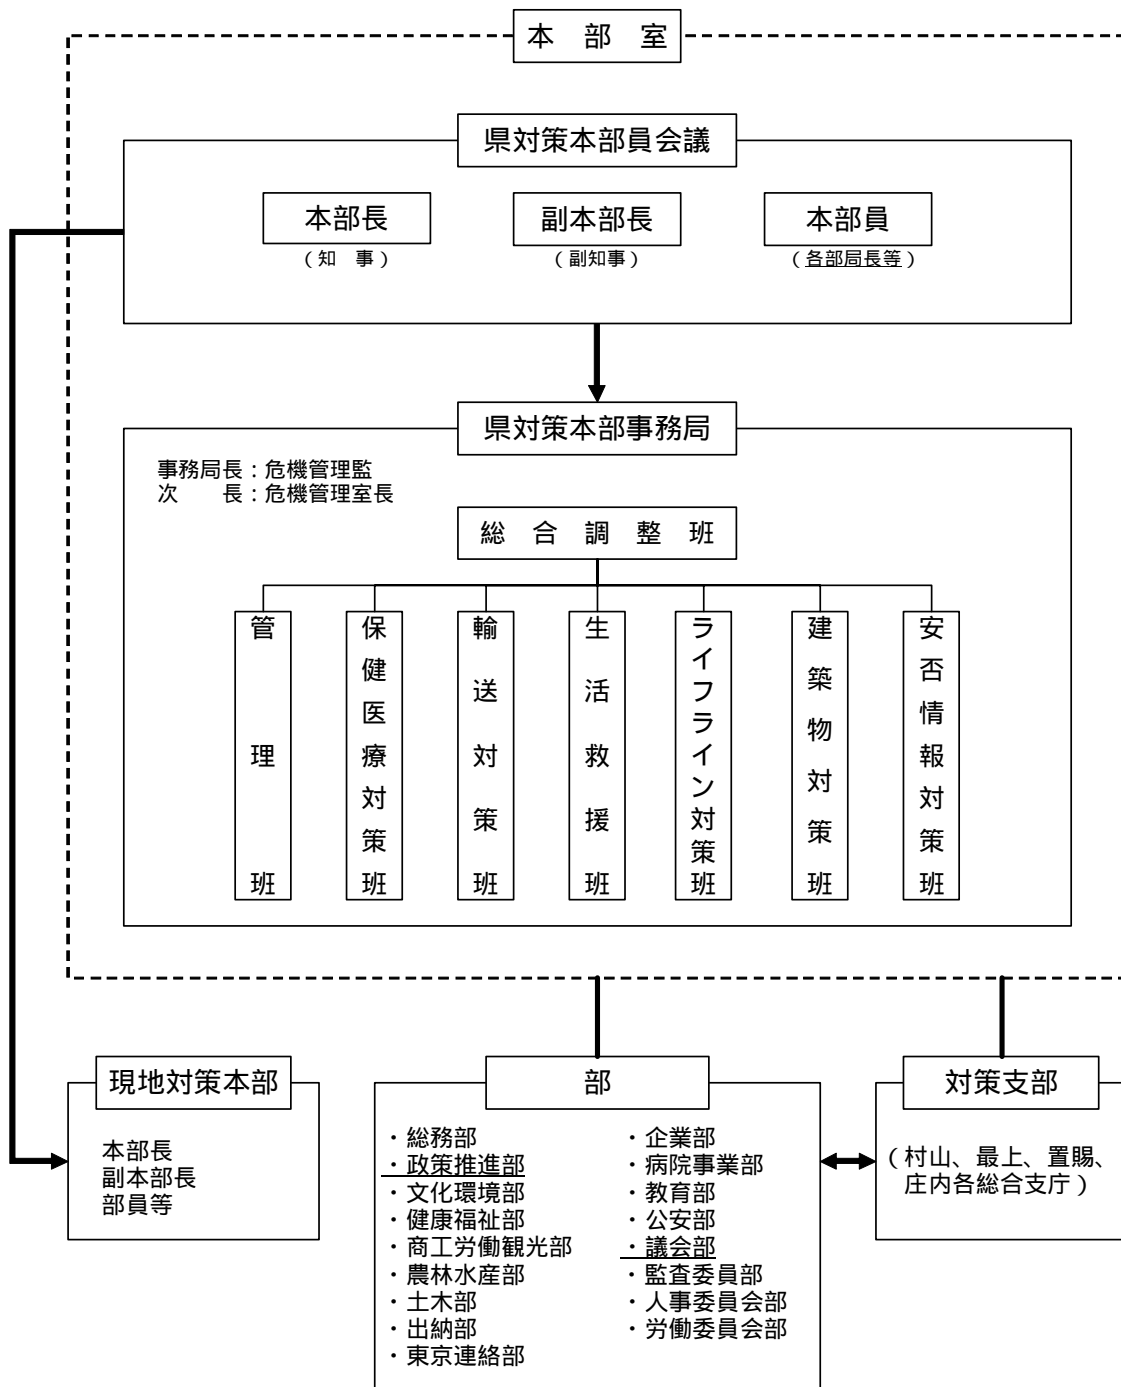 本　部　室
県対策本部員会議
本部長
（知　事）
副本部長
（副知事）
本部員
（各部局長等）
県対策本部事務局
事務局長：危機管理監
次　　長：危機管理室長
総　合　調　整　班
管理班
保健医療対策班
輸送対策班
生活救援班
ライフライン対策班
建築物対策班
安否情報対策班
現地対策本部
本部長
副本部長
部員等
部
・総務部
・政策推進部
・文化環境部
・健康福祉部
・商工労働観光部
・農林水産部
・土木部
・出納部
・東京連絡部
・企業部
・病院事業部
・教育部
・公安部
・議会部
・監査委員部
・人事委員会部
・労働委員会部
対策支部
（村山、最上、置賜、
庄内各総合支庁）